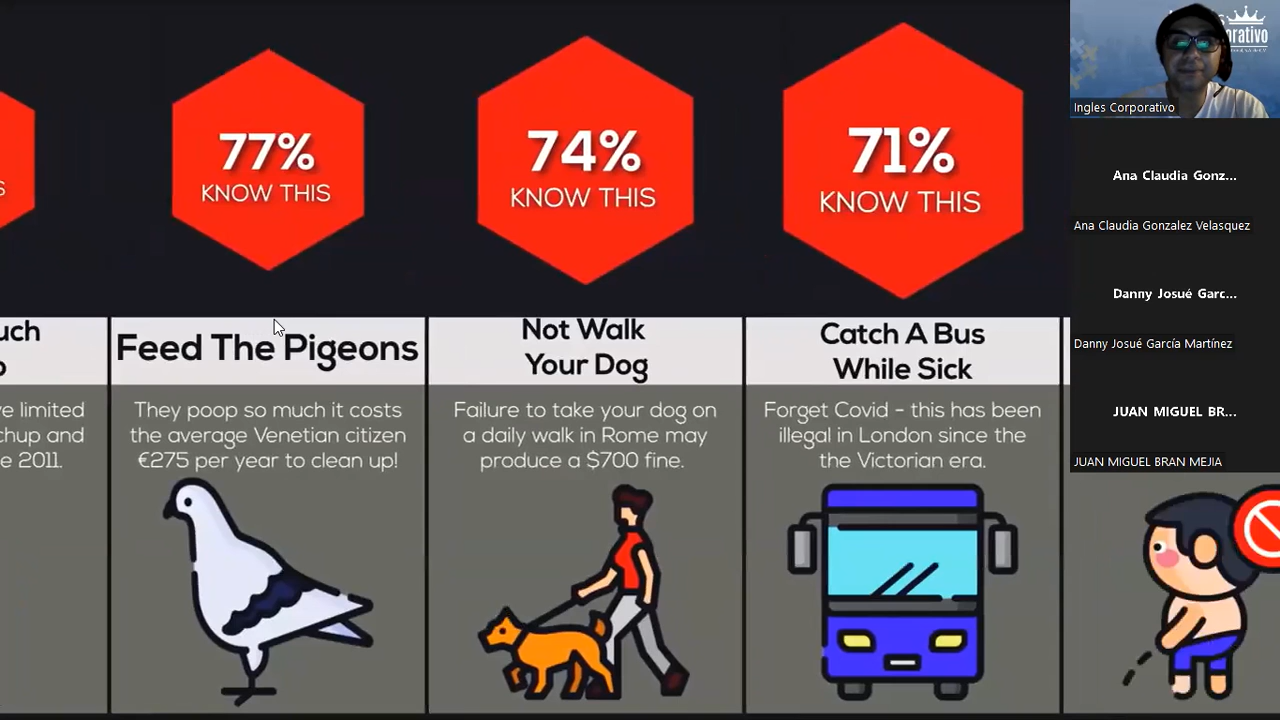 77%
KNOW THIS
74%
KNOW THIS
71%
KNOW THIS
Feed The Pigeons
They poop so much it costs
the average Venetian citizen
€275 per year to clean up!
Not Walk
Your Dog
Failure to take your dog on
a daily walk in Rome may
produce a $700 fine.
Catch A Bus
While Sick
Forget Covid - this has been
illegal in London since the
the Victorian era.
limited
and
2011.
Ingles Corporativo
Ana Claudia Gonz...
Ana Claudia Gonzalez Velasquez
Danny Josué Garc...
Danny Josué García Martínez
JUAN MIGUEL BR...
JUAN MIGUEL BRAN MEJIA